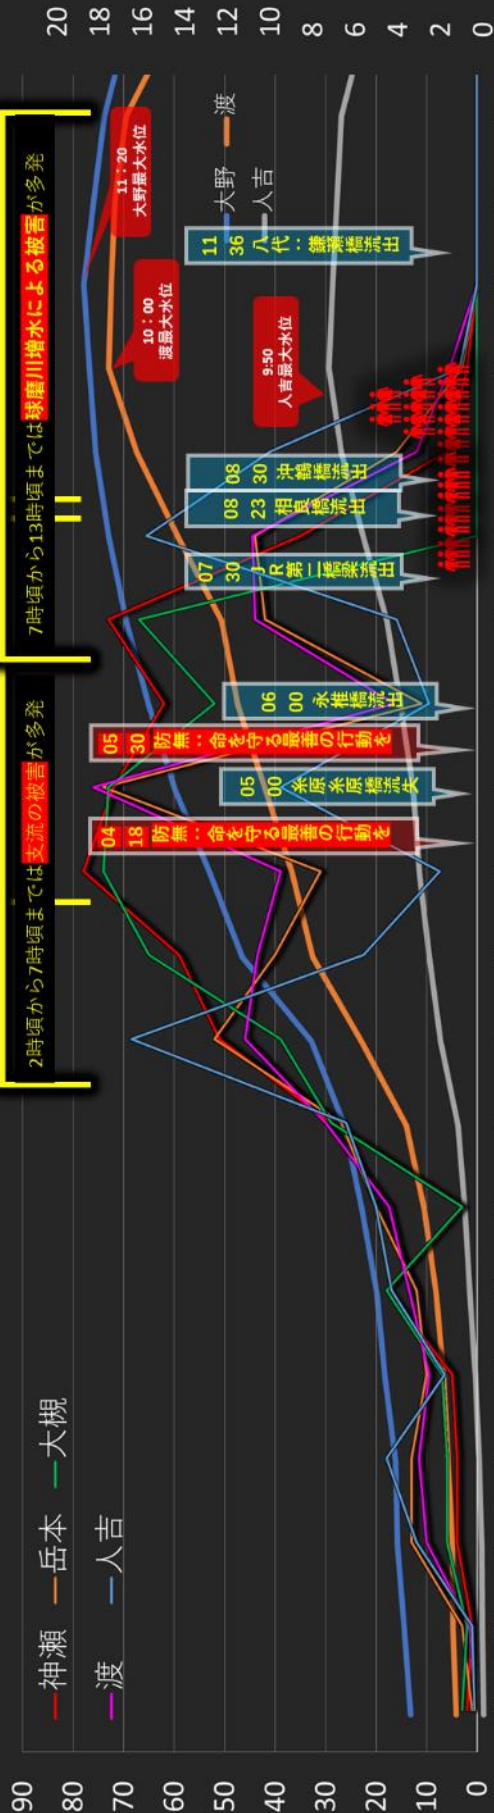 2時頃から7時頃までは支流の被害が多発
7時頃から13時頃までは球磨川増水による被害が多発
神瀬
岳本
大槻
渡
人吉
大野
渡
人吉
90
80
70
60
50
40
30
20
10
0
20
18
16
14
12
10
8
6
4
2
0
04
18
防無：命を守る最善の行動を
05
00
糸原糸原橋流失
05
30
防無：命を守る最善の行動を
06
00
永椎橋流出
07
30
JR第二橋梁流出
08
23
相良橋流出
08
30
沖鶴橋流出
9:50
人吉最大水位
10：00
渡最大水位
11：20
大野最大水位
11
36
八代：鎌瀬橋流出